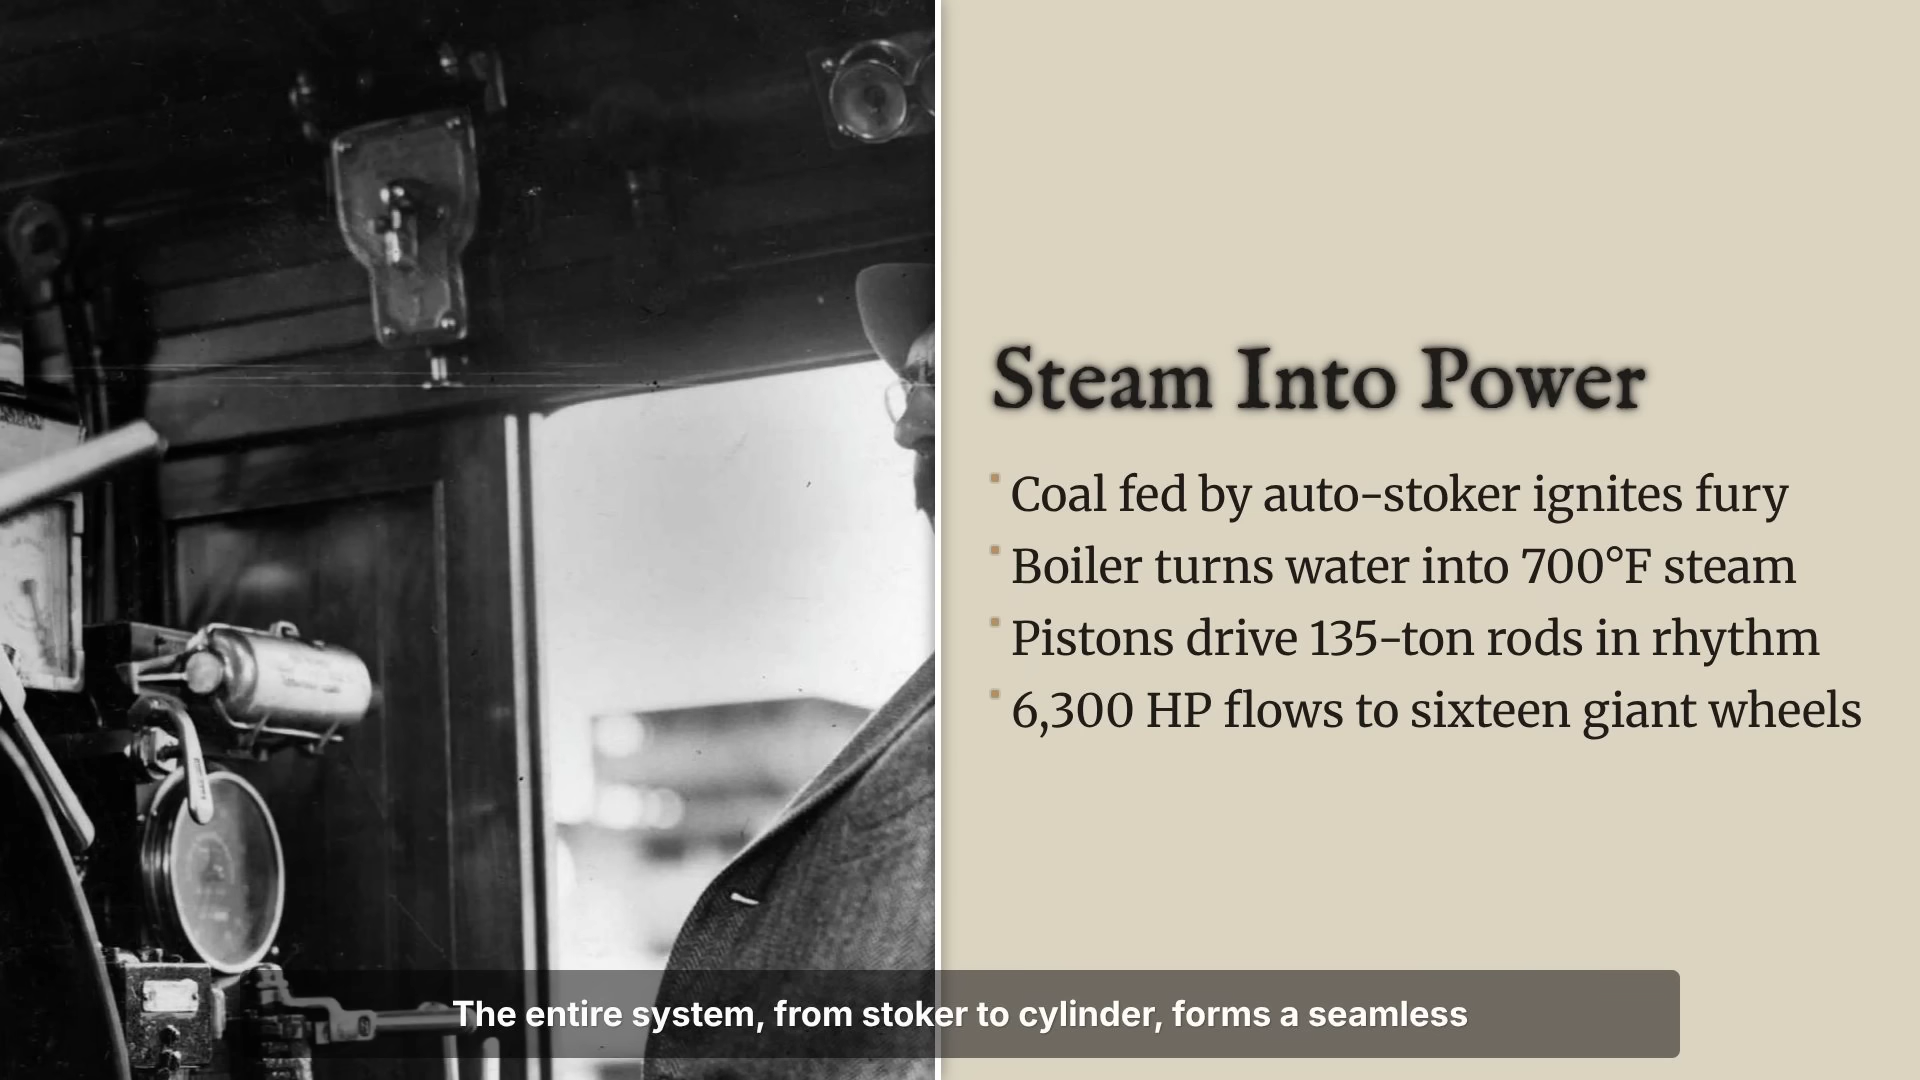 Steam Into Power
Coal fed by auto-stoker ignites fury
Boiler turns water into 700°F steam
Pistons drive 135-ton rods in rhythm
6,300 HP flows to sixteen giant wheels
The entire system, from stoker to cylinder, forms a seamless